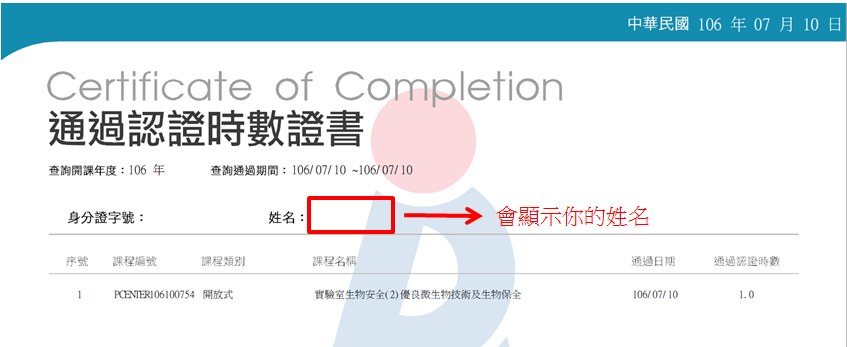 中華民國 106 年 07 月 10 日
Certificate of Completion
通過認證時數證書
查詢開課年度：106 年 查詢通過期間：106/07/10 ~106/07/10
身分證字號： 姓名： 會顯示你的姓名
序號 課程編號 課程類別 課程名稱 通過日期 通過認證時數
1 PCENTER106100754 開放式 實驗室生物安全(2)優良微生物技術及生物保全 106/07/10 1.0